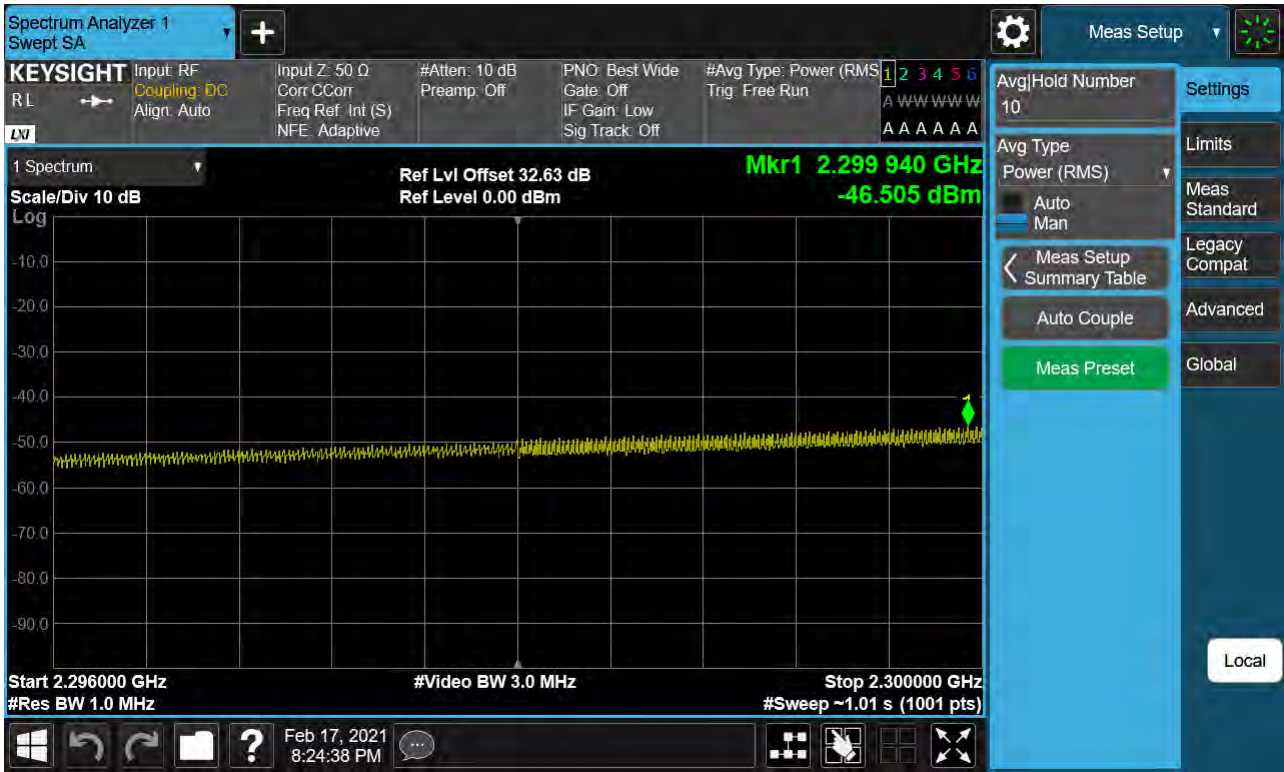 Spectrum Analyzer 1
Swept SA
Meas Setup
KEYSIGHT
RL
LXI
Input: RF
Coupling: DC
Align: Auto
Input Z: 50 Ω
Corr CCorr
Freq Ref: Int (S)
NFE: Adaptive
#Atten: 10 dB
Preamp: Off
PNO: Best Wide
Gate: Off
IF Gain: Low
Sig Track: Off
#Avg Type: Power (RMS
Trig: Free Run
1 2 3 4 5 6
A W W W W W
A A A A A A
1 Spectrum
Scale/Div 10 dB
Log
Ref Lvl Offset 32.63 dB
Ref Level 0.00 dBm
Mkr1 2.299 940 GHz
-46.505 dBm
-10.0
-20.0
-30.0
-40.0
-50.0
-60.0
-70.0
-80.0
-90.0
1
Start 2.296000 GHz
#Res BW 1.0 MHz
#Video BW 3.0 MHz
Stop 2.300000 GHz
#Sweep ~1.01 s (1001 pts)
Avg|Hold Number
10
Avg Type
Power (RMS)
Auto
Man
Meas Setup
Summary Table
Auto Couple
Meas Preset
Settings
Limits
Meas
Standard
Legacy
Compat
Advanced
Global
Local
?
Feb 17, 2021
8:24:38 PM